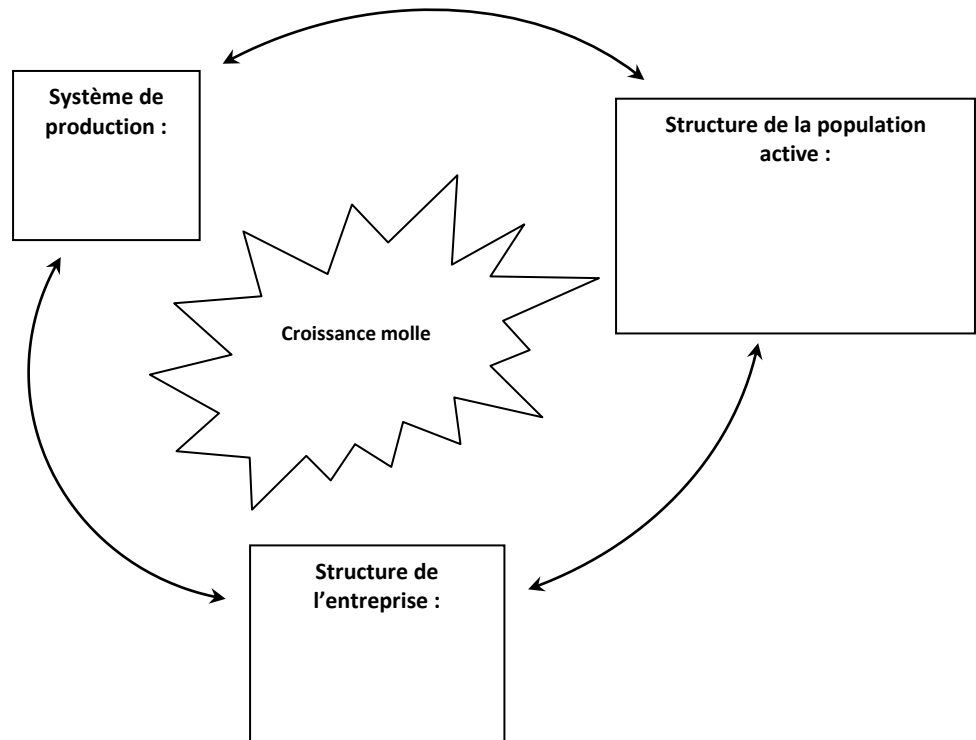 Système de
production :
Structure de la population
active :
Croissance molle
Structure de
l’entreprise :